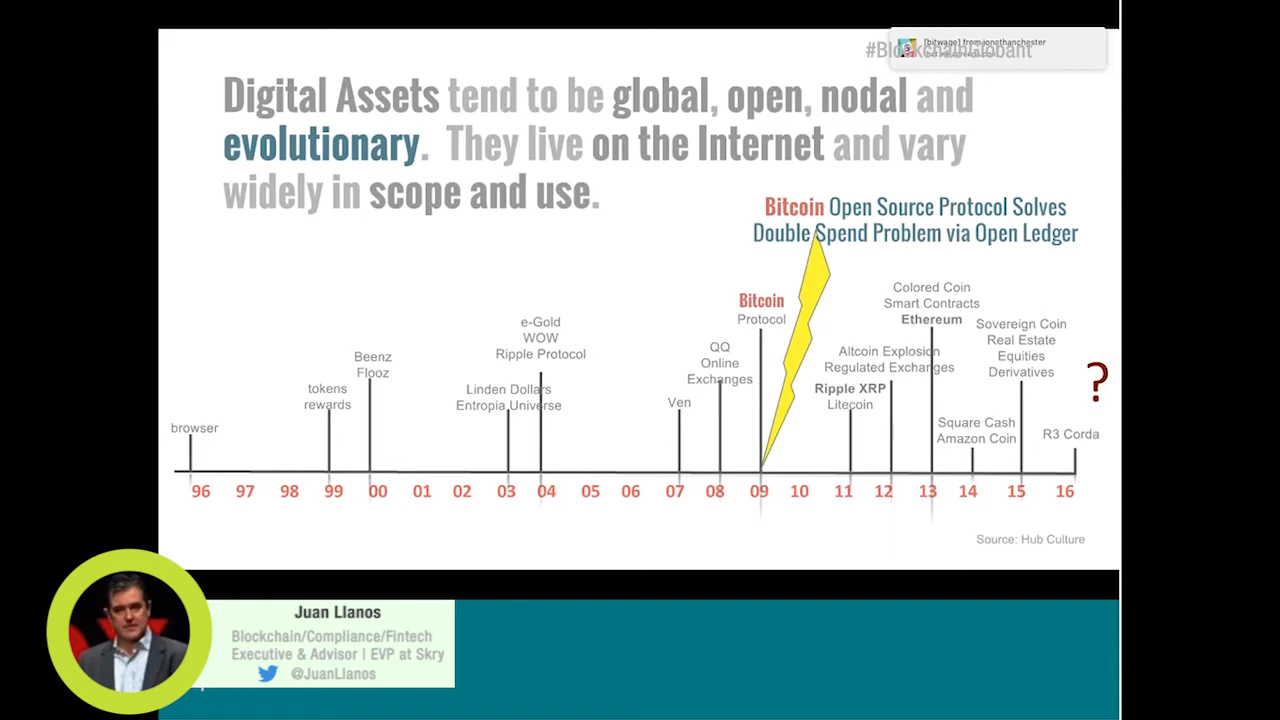 #BlockchainGlobant
[bitwage] from jonathanchester
Digital Assets tend to be global, open, nodal and
evolutionary. They live on the Internet and vary
widely in scope and use.
Bitcoin Open Source Protocol Solves
Double Spend Problem via Open Ledger
browser
tokens
rewards
Beenz
Flooz
Linden Dollars
Entropia Universe
e-Gold
WOW
Ripple Protocol
Ven
QQ
Online
Exchanges
Bitcoin
Protocol
Ripple XRP
Litecoin
Altcoin Explosion
Regulated Exchanges
Colored Coin
Smart Contracts
Ethereum
Square Cash
Amazon Coin
Sovereign Coin
Real Estate
Equities
Derivatives
R3 Corda
?
96 97 98 99 00 01 02 03 04 05 06 07 08 09 10 11 12 13 14 15 16
Source: Hub Culture
Juan Llanos
Blockchain/Compliance/Fintech
Executive & Advisor | EVP at Skry
@JuanLlanos